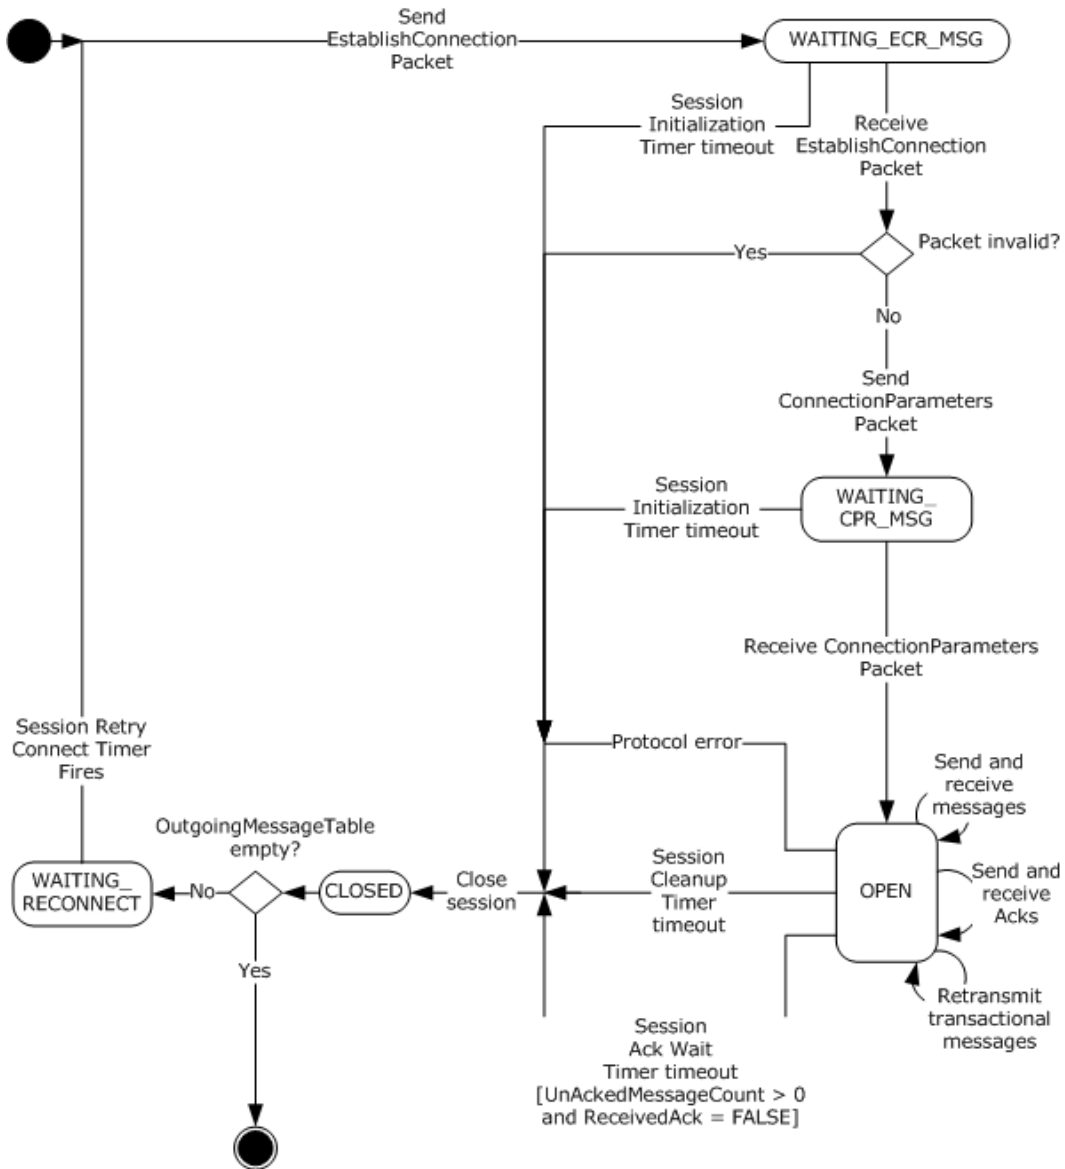 Send
EstablishConnection
Packet
WAITING_ECR_MSG
Session
Initialization
Timer timeout
Receive
EstablishConnection
Packet
Yes
Packet invalid?
No
Send
ConnectionParameters
Packet
Session
Initialization
Timer timeout
WAITING_
CPR_MSG
Receive ConnectionParameters
Packet
Session Retry
Connect Timer
Fires
Protocol error
Send and
receive
messages
OutgoingMessageTable
empty?
WAITING_
RECONNECT
No
CLOSED
Close
session
Session
Cleanup
Timer
timeout
OPEN
Send and
receive
Acks
Yes
Retransmit
transactional
messages
Session
Ack Wait
Timer timeout
[UnAckedMessageCount > 0
and ReceivedAck = FALSE]